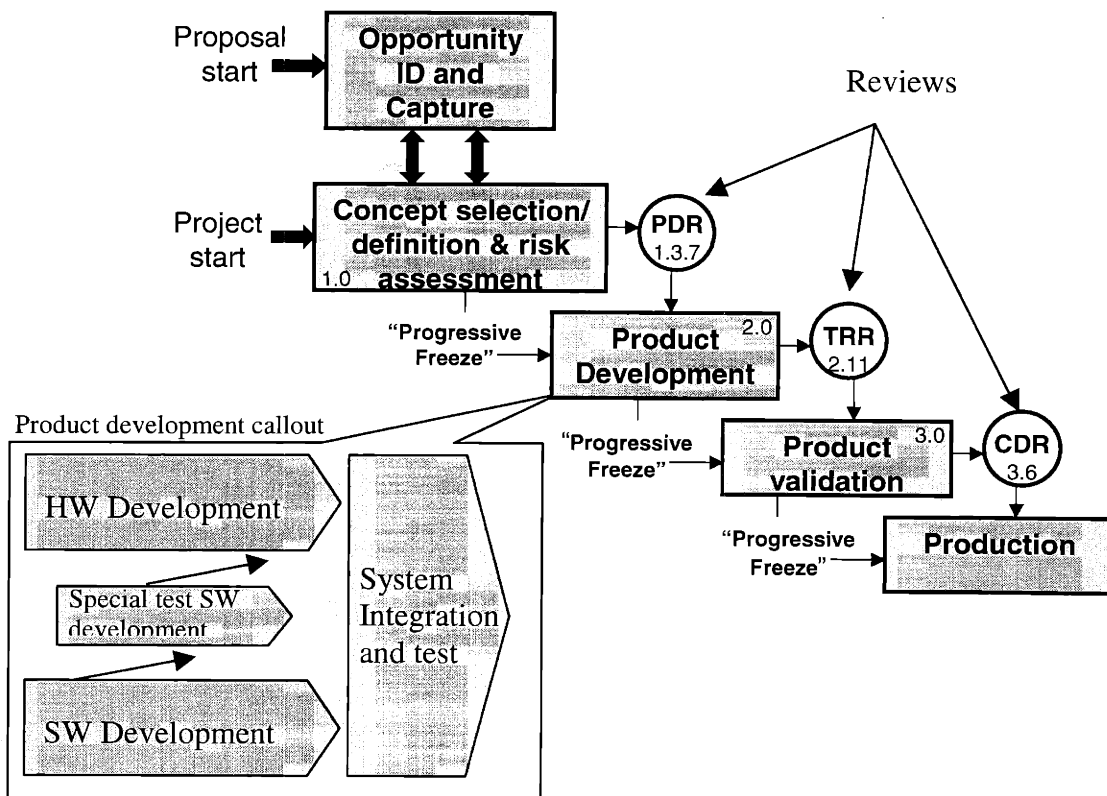 Proposal
start
Opportunity
ID and
Capture
Reviews
Project
start
Concept selection/
definition & risk
assessment
1.0
PDR
1.3.7
“Progressive
Freeze”
2.0
Product
Development
TRR
2.11
Product development callout
“Progressive
Freeze”
3.0
Product
validation
CDR
3.6
HW Development
“Progressive
Freeze”
Production
Special test SW
development
System
Integration
and test
SW Development